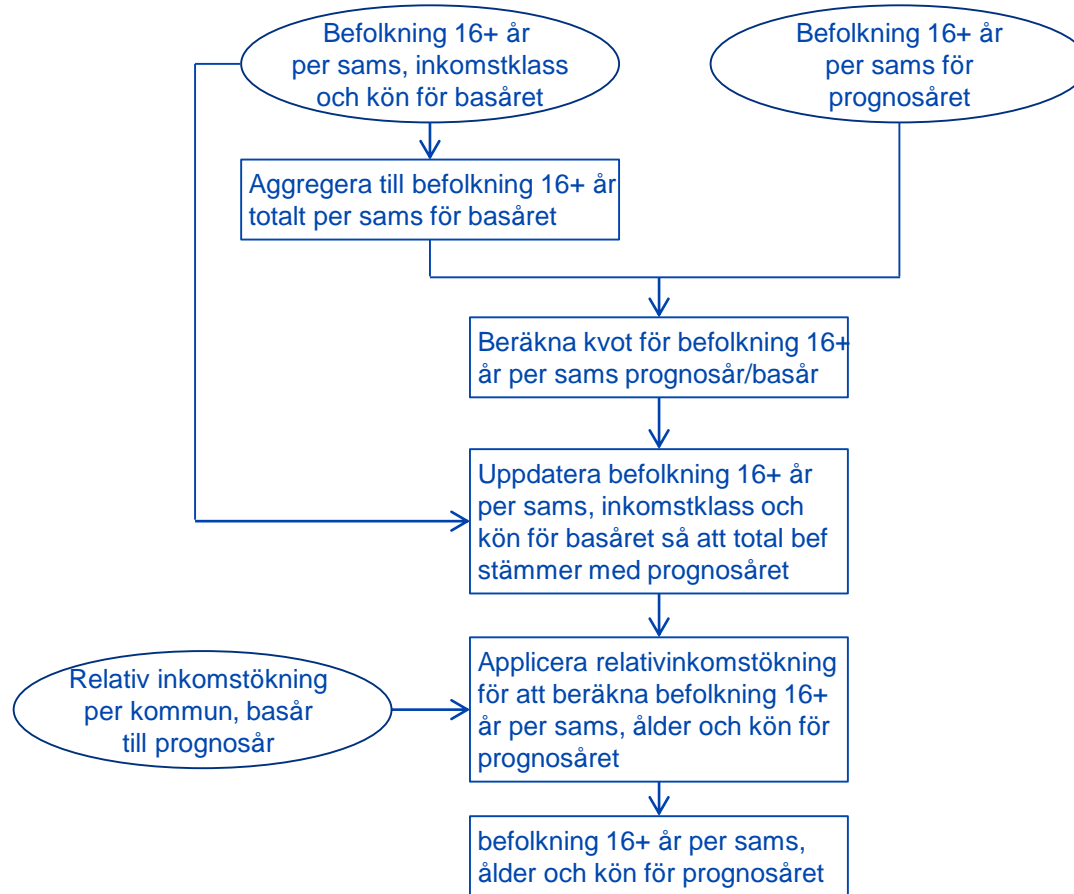 Befolkning 16+ år
per sams, inkomstklass
och kön för basåret
Befolkning 16+ år
per sams för
prognosåret
Aggregera till befolkning 16+ år
totalt per sams för basåret
Beräkna kvot för befolkning 16+
år per sams prognosår/basår
Uppdatera befolkning 16+ år
per sams, inkomstklass och
kön för basåret så att total bef
stämmer med prognosåret
Relativ inkomstökning
per kommun, basår
till prognosår
Applicera relativinkomstökning
för att beräkna befolkning 16+
år per sams, ålder och kön för
prognosåret
befolkning 16+ år per sams,
ålder och kön för prognosåret